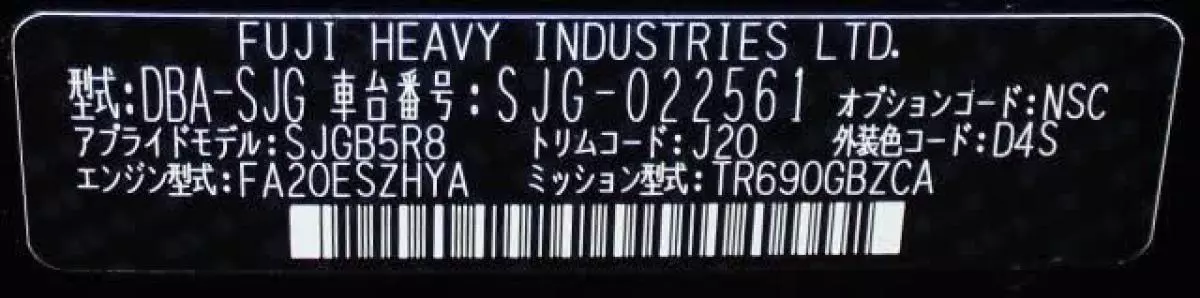 FUJI HEAVY INDUSTRIES LTD.
型式:DBA-SJG 車台番号:SJG-022561 オプションコード:NSC
アプライドモデル:SJGB5R8 トリムコード:J20 外装色コード:D4S
エンジン型式:FA20ESZHYA ミッション型式:TR690GBZCA